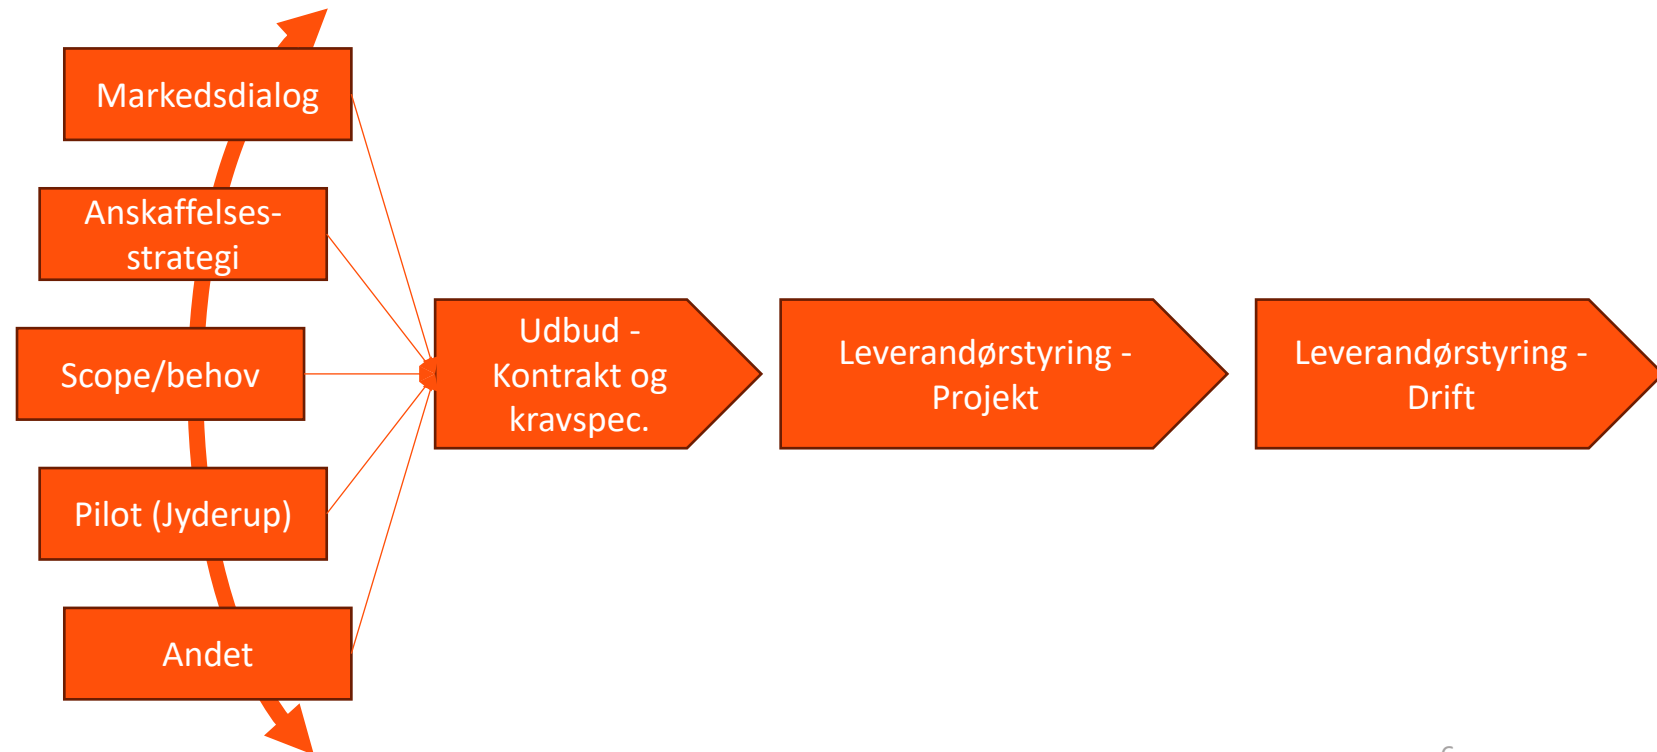 Markedsdialog
Anskaffelses-
strategi
Scope/behov
Pilot (Jyderup)
Andet
Udbud -
Kontrakt og
kravspec.
Leverandørstyring -
Projekt
Leverandørstyring -
Drift